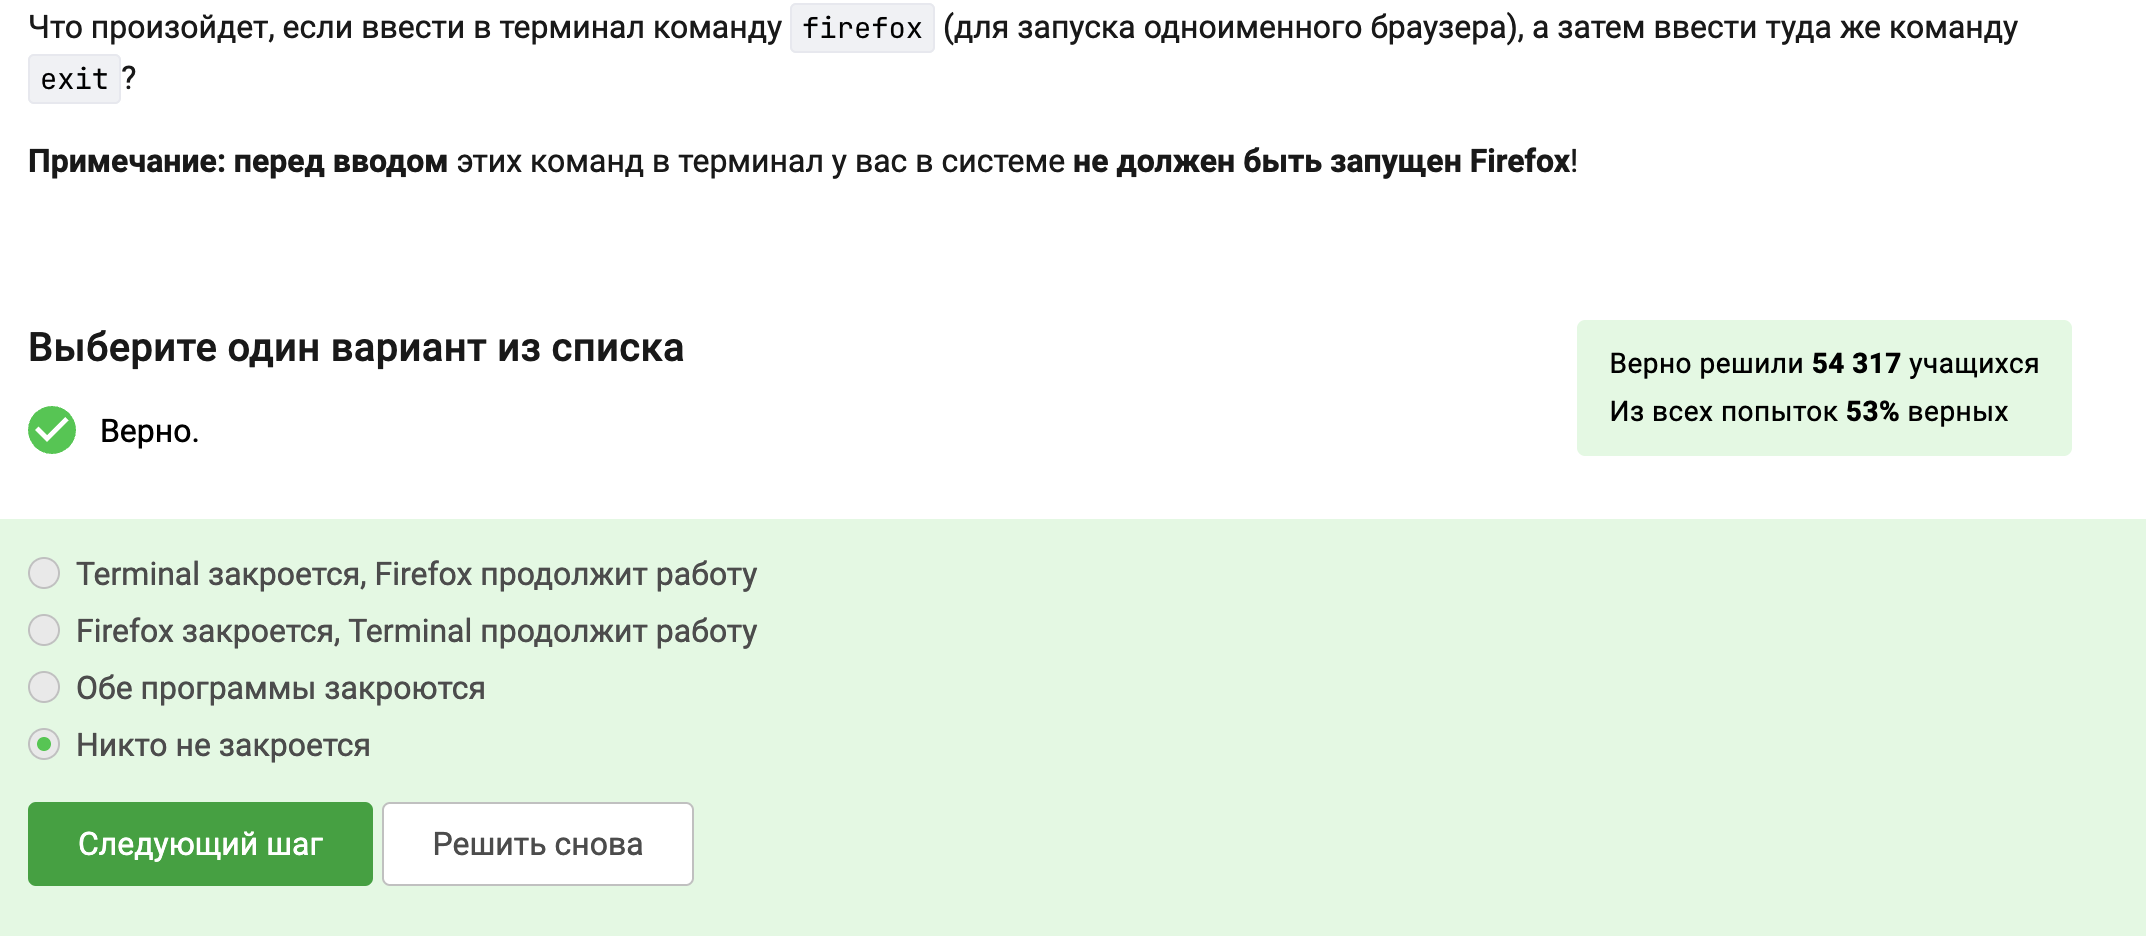 Что произойдет, если ввести в терминал команду firefox (для запуска одноименного браузера), а затем ввести туда же команду
exit?
Примечание: перед вводом этих команд в терминал у вас в системе не должен быть запущен Firefox!
Выберите один вариант из списка
Верно решили 54 317 учащихся
Из всех попыток 53% верных
Верно.
Terminal закроется, Firefox продолжит работу
Firefox закроется, Terminal продолжит работу
Обе программы закроются
Никто не закроется
Следующий шаг
Решить снова